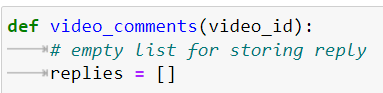 def video_comments(video_id):
    # empty list for storing reply
    replies = []